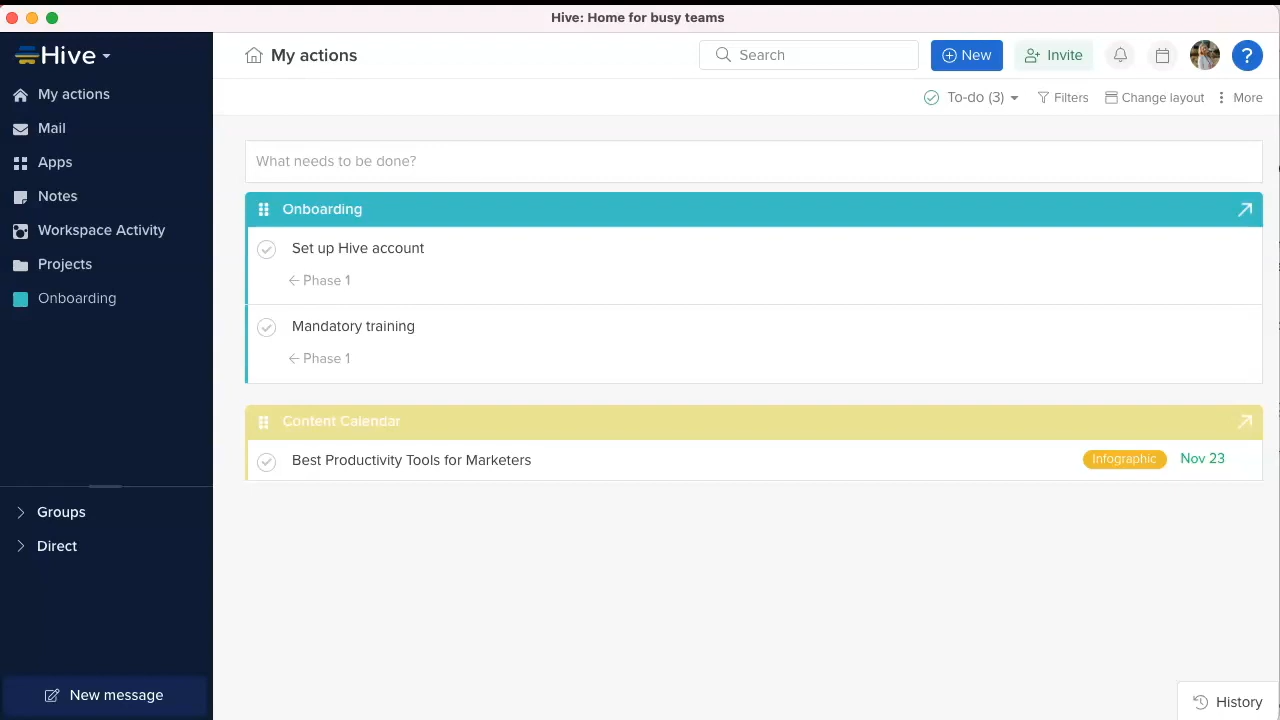 Hive: Home for busy teams
Hive
My actions
Mail
Apps
Notes
Workspace Activity
Projects
Onboarding
Groups
Direct
New message
My actions
Search
New
Invite
?
To-do (3)
Filters
Change layout
More
What needs to be done?
Onboarding
Set up Hive account
Phase 1
Mandatory training
Phase 1
Content Calendar
Best Productivity Tools for Marketers
Infographic
Nov 23
History